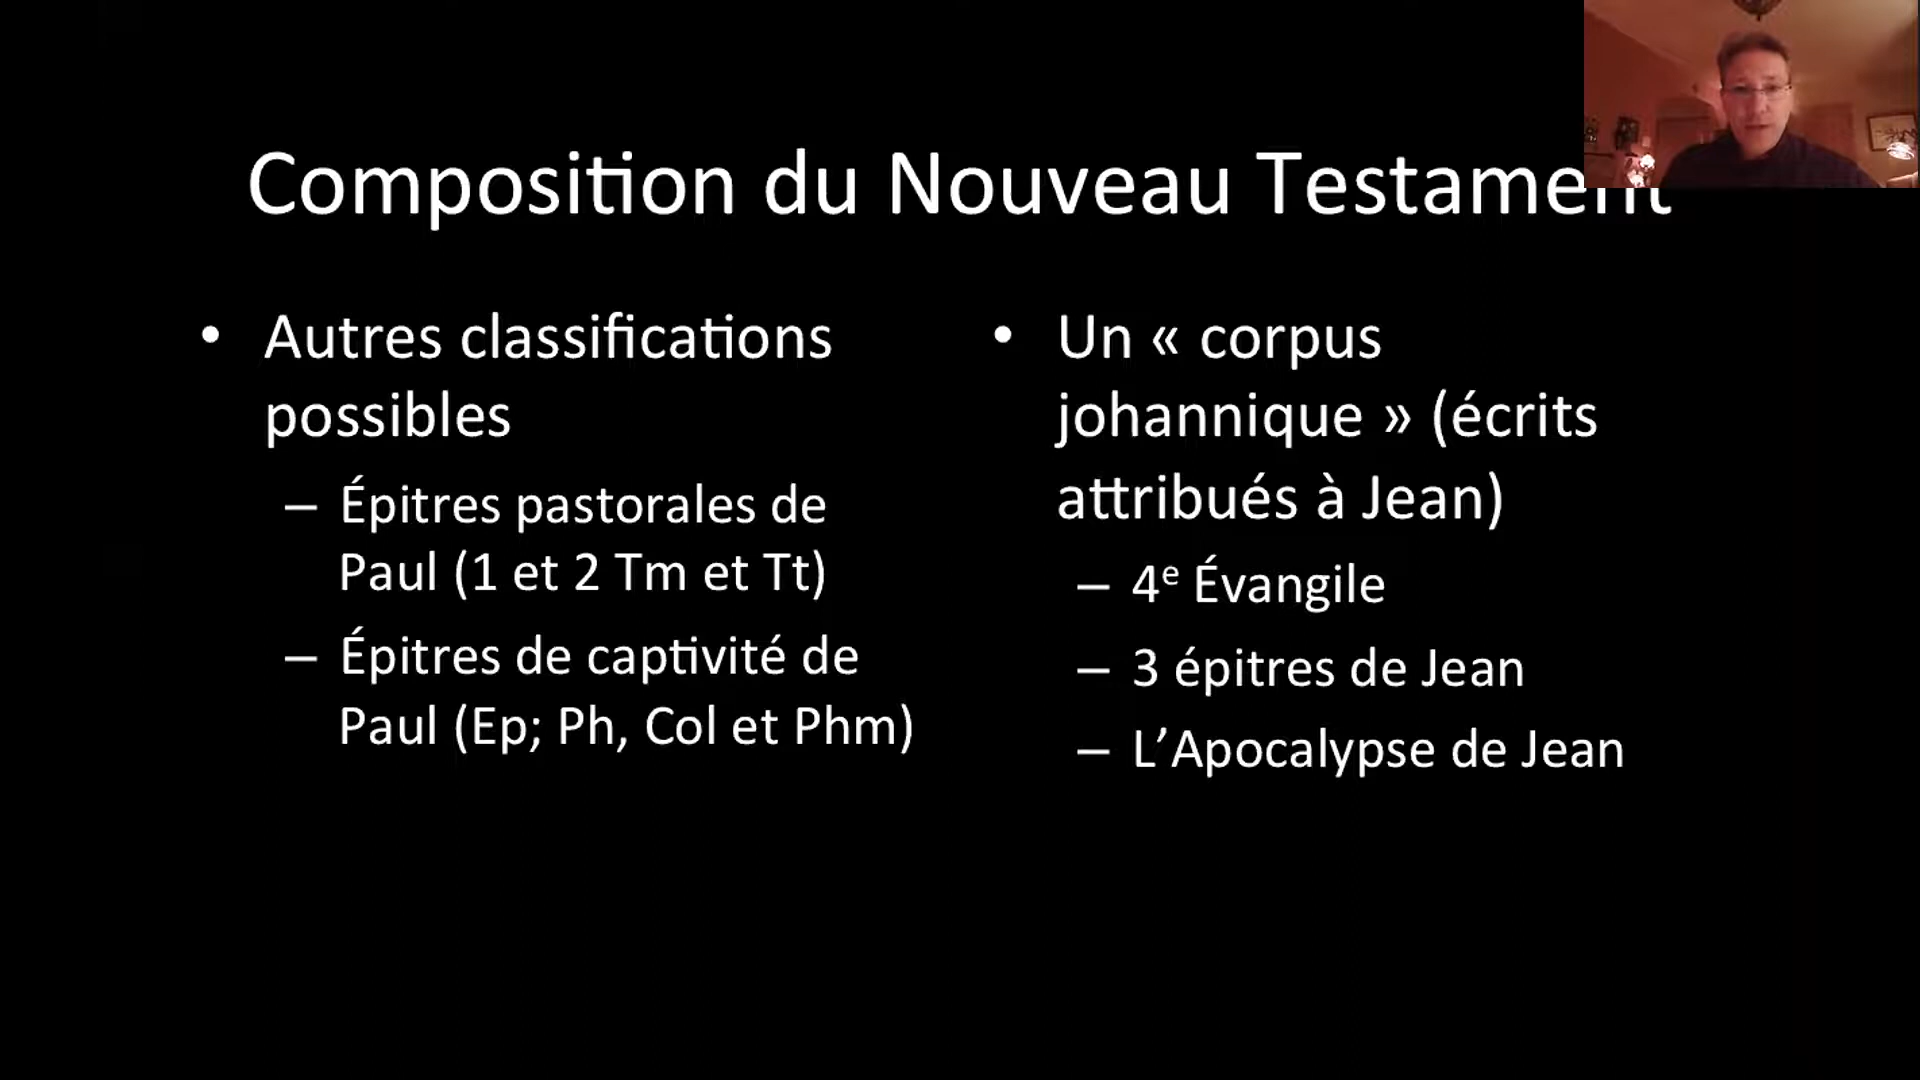 Composition du Nouveau Testament
• Autres classifications
possibles
– Épitres pastorales de
Paul (1 et 2 Tm et Tt)
– Épitres de captivité de
Paul (Ep; Ph, Col et Phm)
• Un « corpus
johannique » (écrits
attribués à Jean)
– 4e Évangile
– 3 épitres de Jean
– L’Apocalypse de Jean